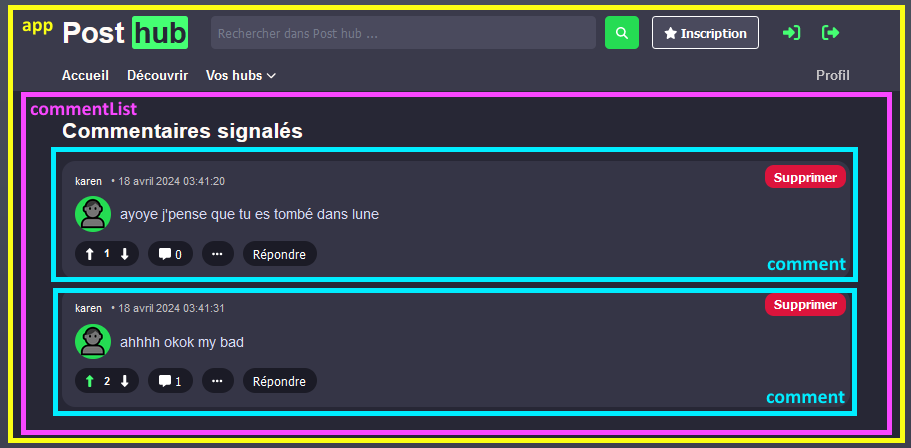 app
Post hub
Rechercher dans Post hub ...
Inscription
Accueil Découvrir Vos hubs
Profil
commentList
Commentaires signalés
karen • 18 avril 2024 03:41:20
Supprimer
ayoye j'pense que tu es tombé dans lune
1 0 ••• Répondre
comment
karen • 18 avril 2024 03:41:31
Supprimer
ahhhh okok my bad
2 1 ••• Répondre
comment